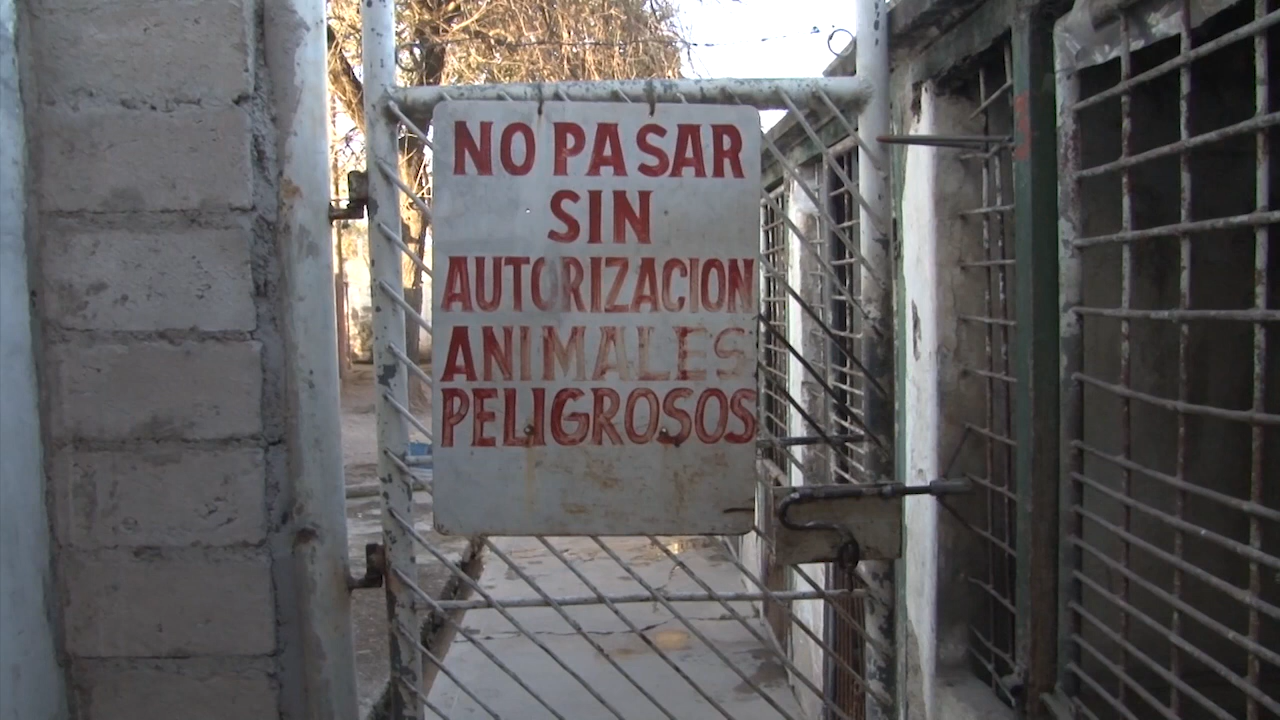 NO PASAR
SIN
AUTORIZACION
ANIMALES
PELIGROSOS